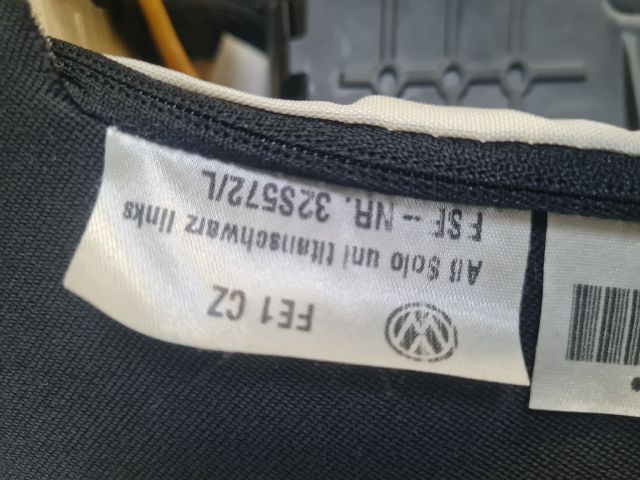 FE1 CZ
AB Solo uni titanschwarz links
FSF -- NR. 32S572/L